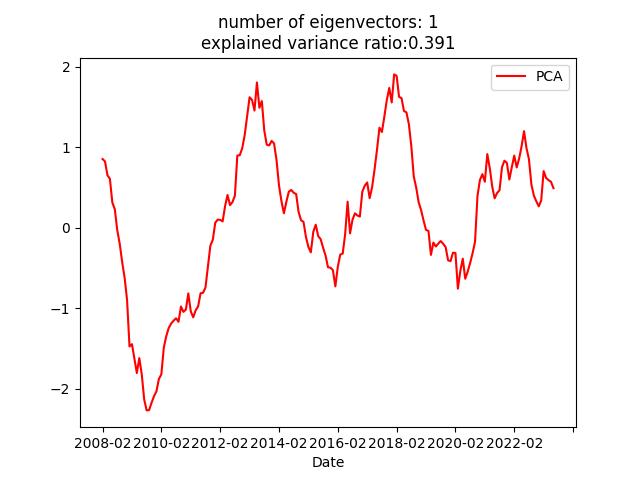 number of eigenvectors: 1
explained variance ratio:0.391
PCA
2
1
0
−1
−2
2008-02 2010-02 2012-02 2014-02 2016-02 2018-02 2020-02 2022-02
Date